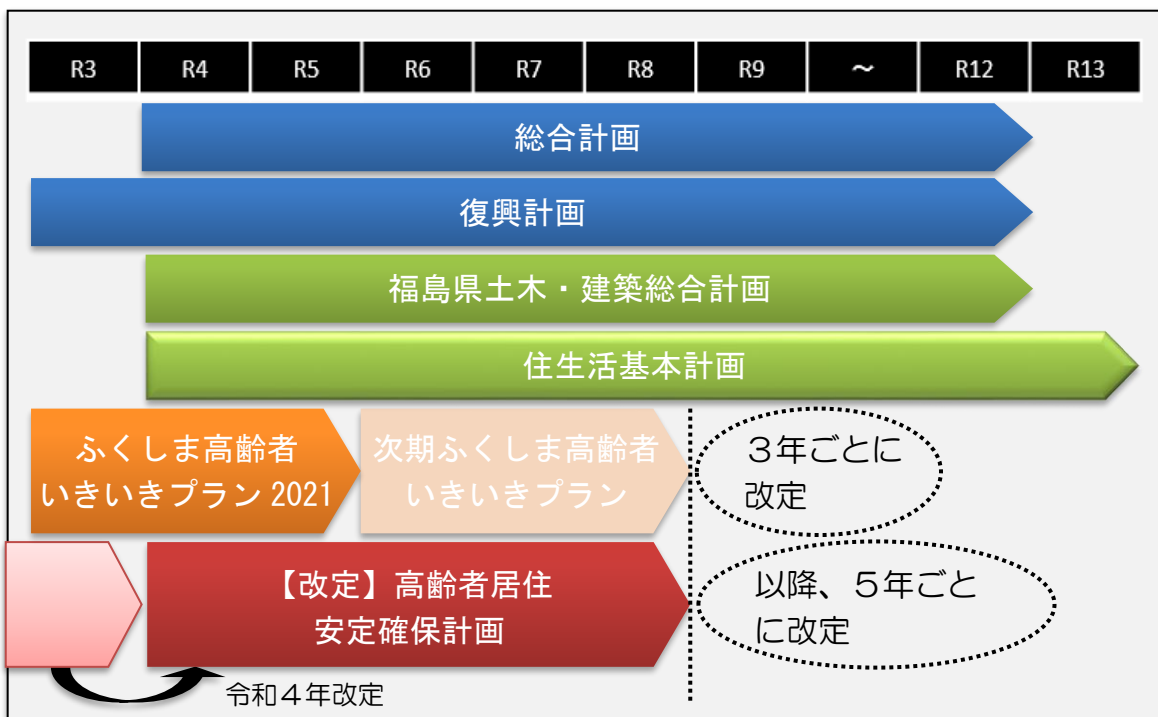 R3 R4 R5 R6 R7 R8 R9 ～ R12 R13
総合計画
復興計画
福島県土木・建築総合計画
住生活基本計画
ふくしま高齢者
いきいきプラン 2021
次期ふくしま高齢者
いきいきプラン
３年ごとに
改定
【改定】高齢者居住
安定確保計画
以降、５年ごと
に改定
令和４年改定